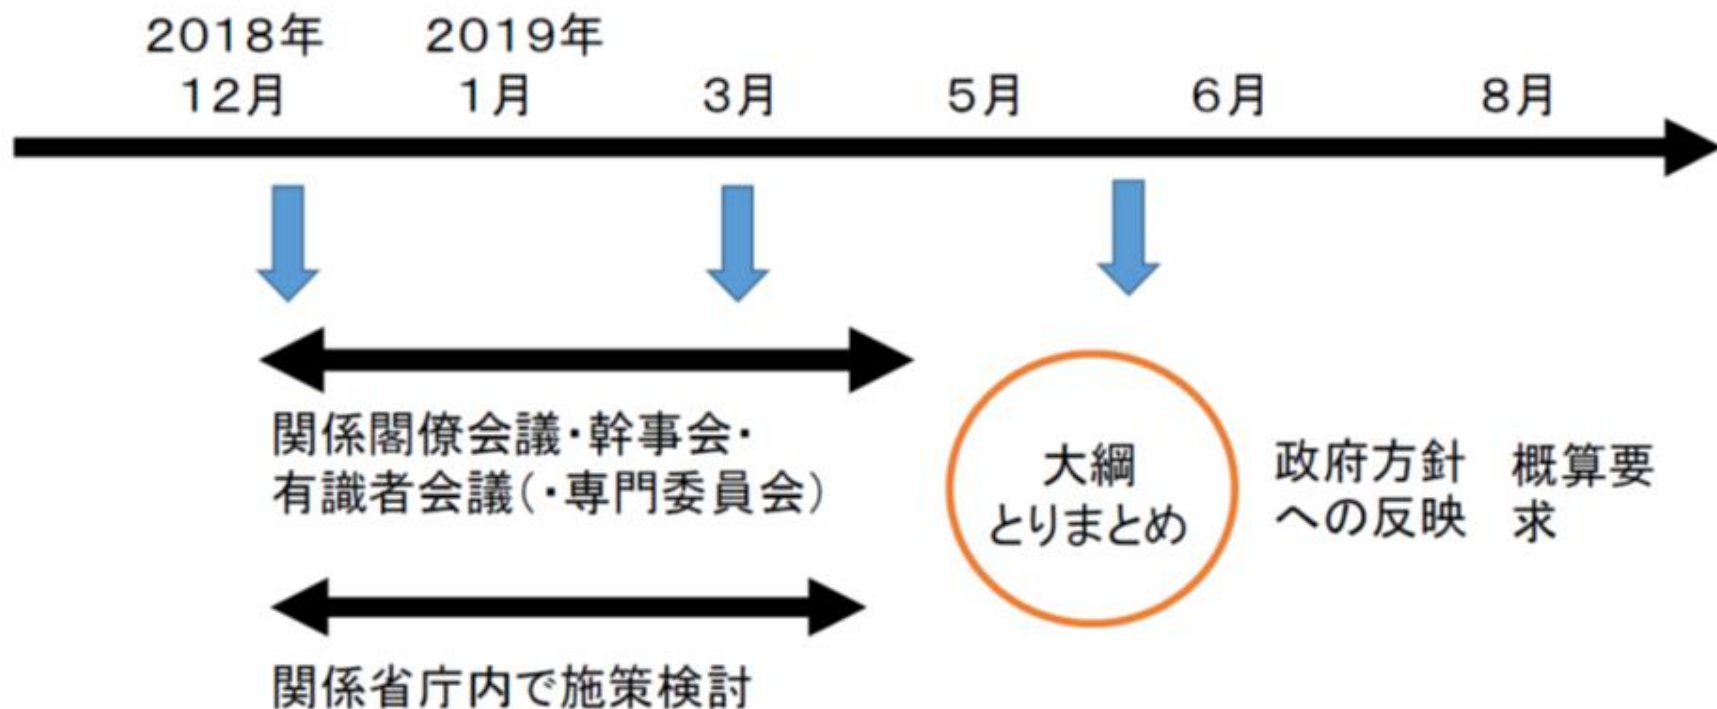 2018年
12月
2019年
1月
3月
5月
6月
8月
関係閣僚会議・幹事会・
有識者会議(・専門委員会)
関係省庁内で施策検討
大綱
とりまとめ
政府方針
への反映
概算要
求